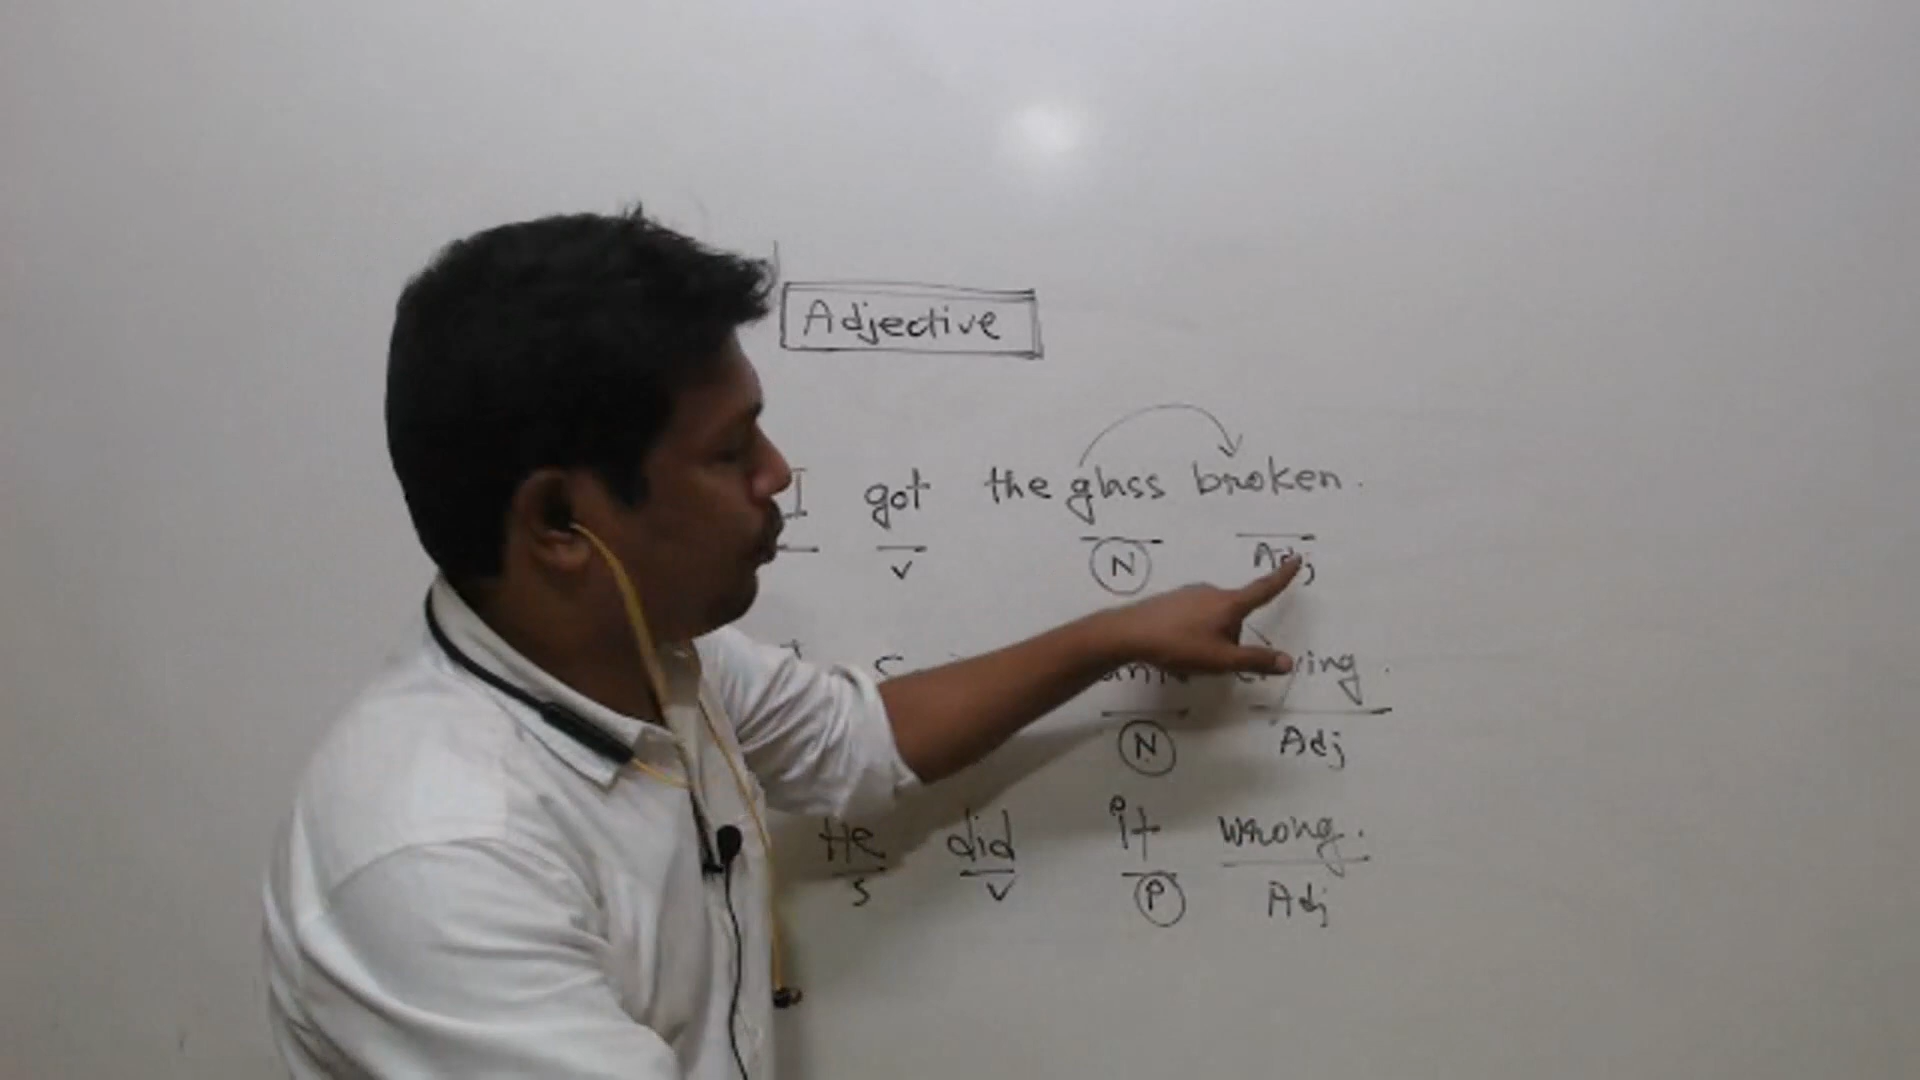 Adjective
I got the glass broken.
V N Adj
N Adj
He did it wrong.
S V P Adj